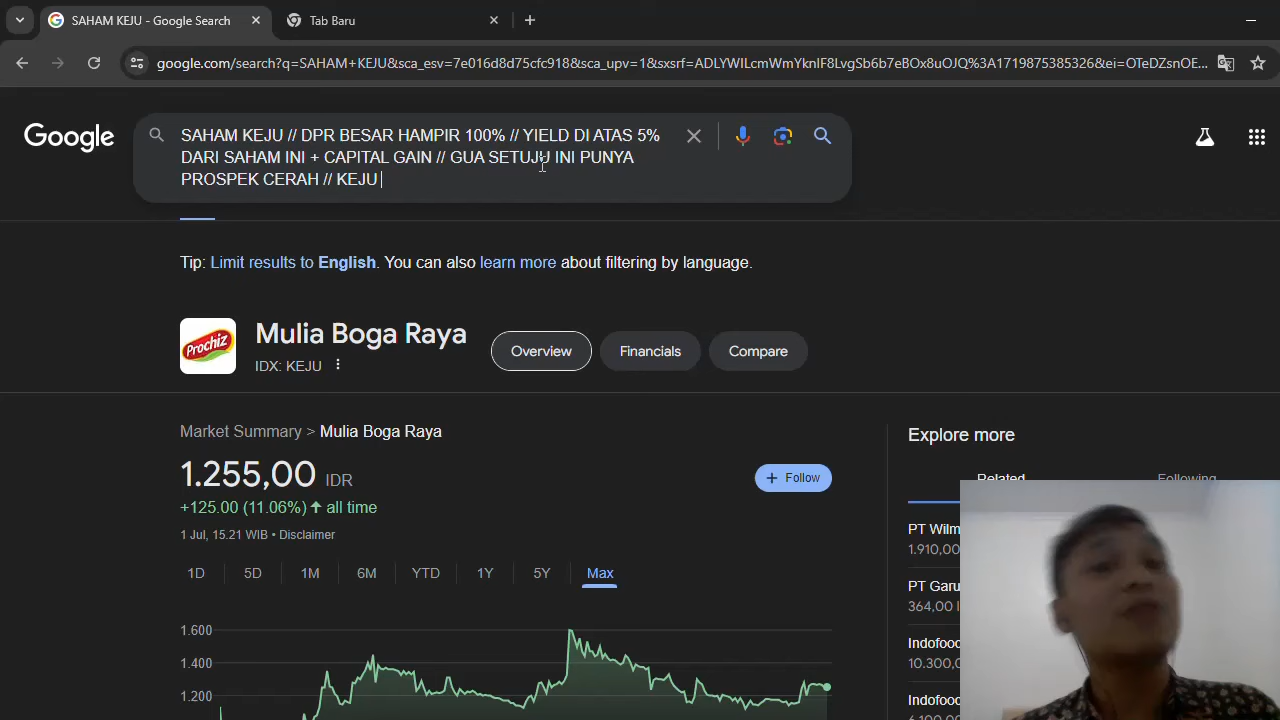 SAHAM KEJU - Google Search
Tab Baru
google.com/search?q=SAHAM+KEJU&sca_esv=7e016d8d75cfc918&sca_upv=1&sxsrf=ADLYWILcmWmYknIF8LvgSb6b7eBOx8uOJQ%3A1719875385326&ei=OTeDZsnOE...
Google
SAHAM KEJU // DPR BESAR HAMPIR 100% // YIELD DI ATAS 5%
DARI SAHAM INI + CAPITAL GAIN // GUA SETUJU INI PUNYA
PROSPEK CERAH // KEJU
Tip: Limit results to English. You can also learn more about filtering by language.
Prochiz
Mulia Boga Raya
IDX: KEJU
Overview
Financials
Compare
Market Summary > Mulia Boga Raya
1.255,00 IDR
+125.00 (11.06%) all time
1 Jul, 15.21 WIB • Disclaimer
+ Follow
1D
5D
1M
6M
YTD
1Y
5Y
Max
1.600
1.400
1.200
Explore more
Related
Following
PT Wilm
1.910,00
PT Garu
364,00
Indofood
10.300,0
Indofood